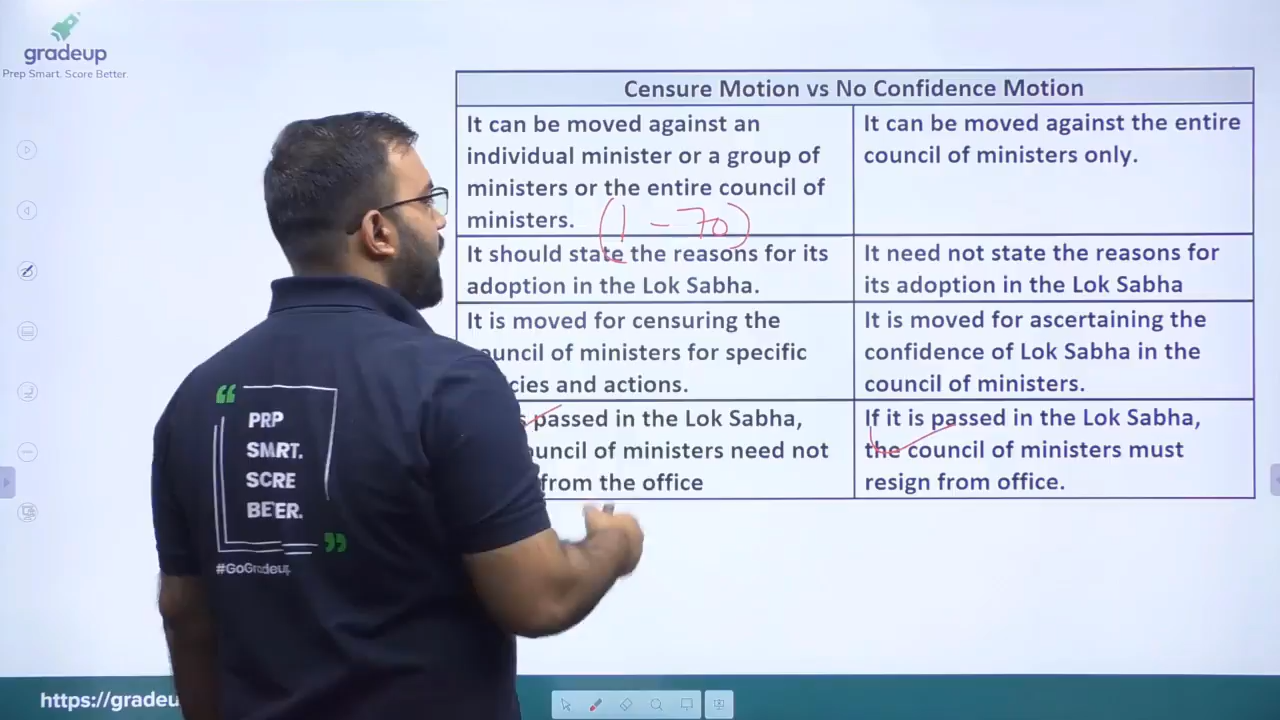 gradeup
Prep Smart. Score Better.
Censure Motion vs No Confidence Motion
It can be moved against an
individual minister or a group of
ministers or the entire council of
ministers.
(1 - 70)
It can be moved against the entire
council of ministers only.
It should state the reasons for its
adoption in the Lok Sabha.
It need not state the reasons for
its adoption in the Lok Sabha
It is moved for censuring the
of ministers for specific
and actions.
It is moved for ascertaining the
confidence of Lok Sabha in the
council of ministers.
passed in the Lok Sabha,
of ministers need not
from the office
If it is passed in the Lok Sabha,
the council of ministers must
resign from office.
PRP
SMRT.
SCRE
BETER.
#GoGradeup
https://gradeu